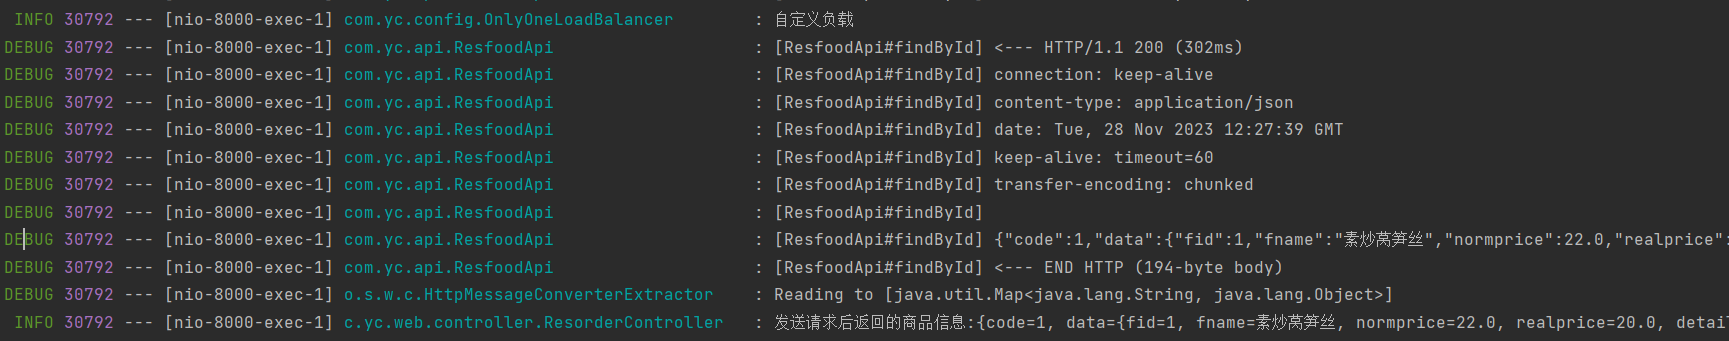 INFO 30792 --- [nio-8000-exec-1] com.yc.config.OnlyOneLoadBalancer : 自定义负载
DEBUG 30792 --- [nio-8000-exec-1] com.yc.api.ResfoodApi : [ResfoodApi#findById] <--- HTTP/1.1 200 (302ms)
DEBUG 30792 --- [nio-8000-exec-1] com.yc.api.ResfoodApi : [ResfoodApi#findById] connection: keep-alive
DEBUG 30792 --- [nio-8000-exec-1] com.yc.api.ResfoodApi : [ResfoodApi#findById] content-type: application/json
DEBUG 30792 --- [nio-8000-exec-1] com.yc.api.ResfoodApi : [ResfoodApi#findById] date: Tue, 28 Nov 2023 12:27:39 GMT
DEBUG 30792 --- [nio-8000-exec-1] com.yc.api.ResfoodApi : [ResfoodApi#findById] keep-alive: timeout=60
DEBUG 30792 --- [nio-8000-exec-1] com.yc.api.ResfoodApi : [ResfoodApi#findById] transfer-encoding: chunked
DEBUG 30792 --- [nio-8000-exec-1] com.yc.api.ResfoodApi : [ResfoodApi#findById]
DEBUG 30792 --- [nio-8000-exec-1] com.yc.api.ResfoodApi : [ResfoodApi#findById] {"code":1,"data":{"fid":1,"fname":"素炒莴笋丝","normprice":22.0,"realprice":
DEBUG 30792 --- [nio-8000-exec-1] com.yc.api.ResfoodApi : [ResfoodApi#findById] <--- END HTTP (194-byte body)
DEBUG 30792 --- [nio-8000-exec-1] o.s.w.c.HttpMessageConverterExtractor : Reading to [java.util.Map<java.lang.String, java.lang.Object>]
INFO 30792 --- [nio-8000-exec-1] c.yc.web.controller.ResorderController : 发送请求后返回的商品信息:{code=1, data={fid=1, fname=素炒莴笋丝, normprice=22.0, realprice=20.0, detail